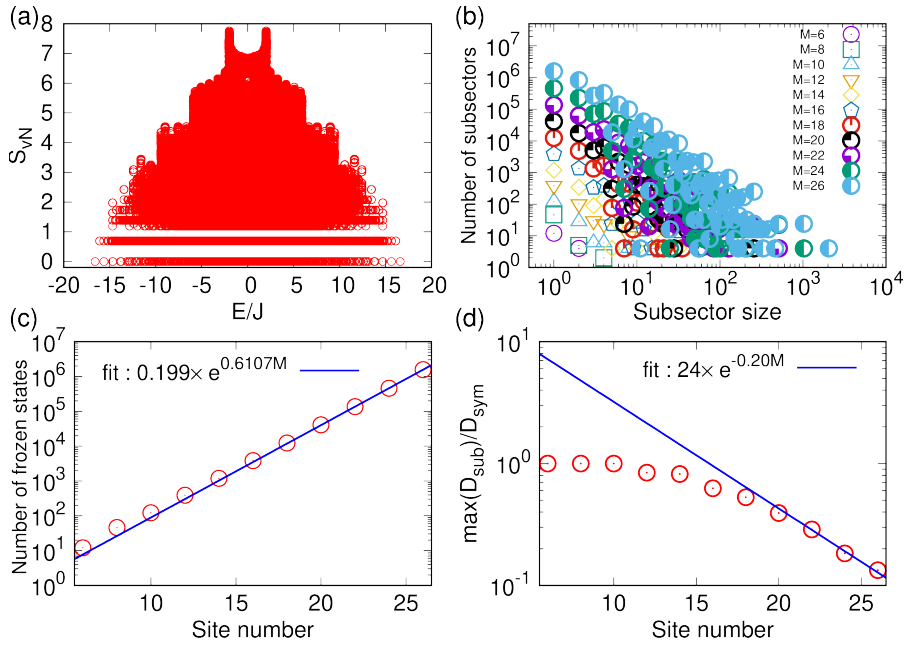 (a)
8
7
6
5
4
3
2
1
0
S_vN
-20 -15 -10 -5 0 5 10 15 20
E/J
(b)
10^7
10^6
10^5
10^4
10^3
10^2
10^1
10^0
Number of subsectors
M=6
M=8
M=10
M=12
M=14
M=16
M=18
M=20
M=22
M=24
M=26
10^0 10^1 10^2 10^3 10^4
Subsector size
(c)
10^7
10^6
10^5
10^4
10^3
10^2
10^1
10^0
Number of frozen states
fit : 0.199× e^0.6107M
10 15 20 25
Site number
(d)
10^1
10^0
10^-1
max(D_sub)/D_sym
fit : 24× e^-0.20M
10 15 20 25
Site number